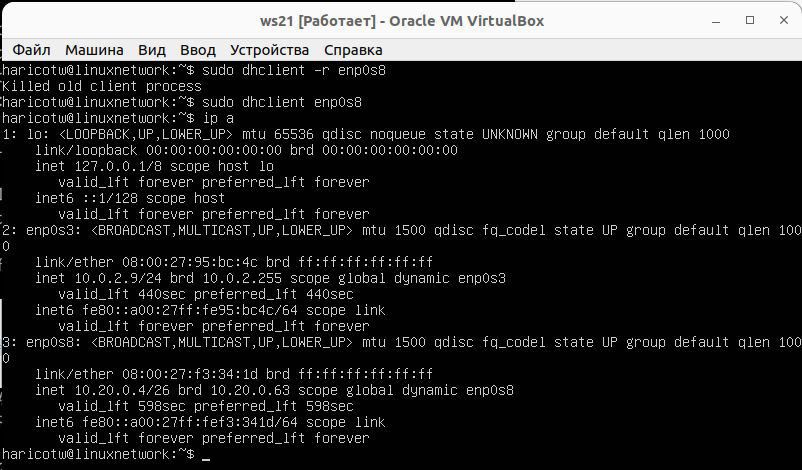 ws21 [Работает] - Oracle VM VirtualBox
Файл Машина Вид Ввод Устройства Справка
haricotw@linuxnetwork:~$ sudo dhclient -r enp0s8
Killed old client process
haricotw@linuxnetwork:~$ sudo dhclient enp0s8
haricotw@linuxnetwork:~$ ip a
1: lo: <LOOPBACK,UP,LOWER_UP> mtu 65536 qdisc noqueue state UNKNOWN group default qlen 1000
    link/loopback 00:00:00:00:00:00 brd 00:00:00:00:00:00
    inet 127.0.0.1/8 scope host lo
       valid_lft forever preferred_lft forever
    inet6 ::1/128 scope host
       valid_lft forever preferred_lft forever
2: enp0s3: <BROADCAST,MULTICAST,UP,LOWER_UP> mtu 1500 qdisc fq_codel state UP group default qlen 100
0
    link/ether 08:00:27:95:bc:4c brd ff:ff:ff:ff:ff:ff
    inet 10.0.2.9/24 brd 10.0.2.255 scope global dynamic enp0s3
       valid_lft 440sec preferred_lft 440sec
    inet6 fe80::a00:27ff:fe95:bc4c/64 scope link
       valid_lft forever preferred_lft forever
3: enp0s8: <BROADCAST,MULTICAST,UP,LOWER_UP> mtu 1500 qdisc fq_codel state UP group default qlen 100
0
    link/ether 08:00:27:f3:34:1d brd ff:ff:ff:ff:ff:ff
    inet 10.20.0.4/26 brd 10.20.0.63 scope global dynamic enp0s8
       valid_lft 598sec preferred_lft 598sec
    inet6 fe80::a00:27ff:fef3:341d/64 scope link
       valid_lft forever preferred_lft forever
haricotw@linuxnetwork:~$ _